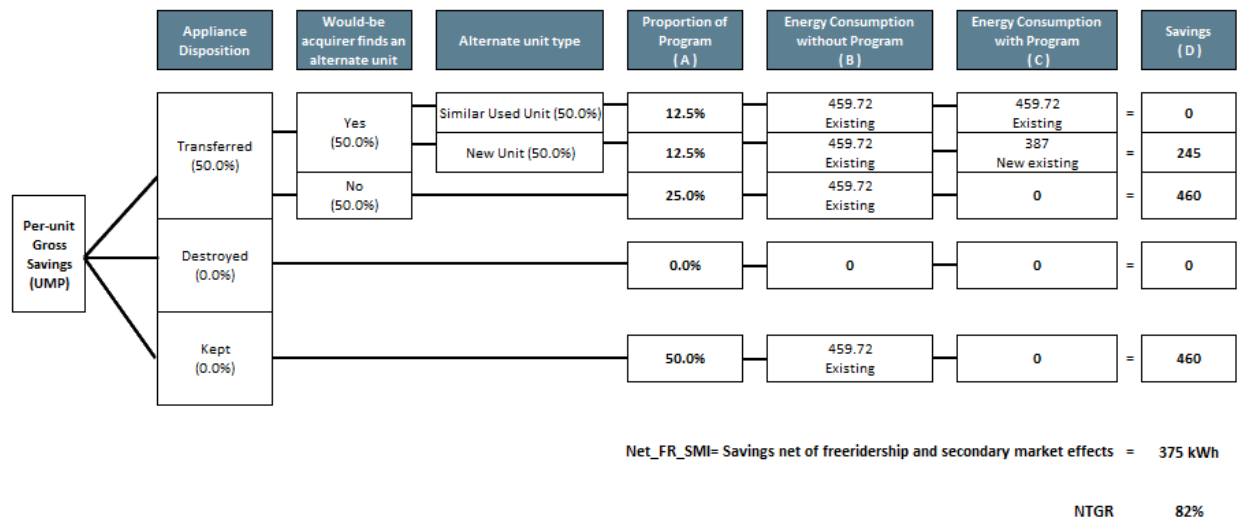 Appliance
Disposition
Would-be
acquirer finds an
alternate unit
Alternate unit type
Proportion of
Program
( A )
Energy Consumption
without Program
( B )
Energy Consumption
with Program
( C )
Savings
( D )
Per-unit
Gross
Savings
(UMP)
Transferred
(50.0%)
Yes
(50.0%)
Similar Used Unit (50.0%)
12.5%
459.72
Existing
459.72
Existing
=
0
New Unit (50.0%)
12.5%
459.72
Existing
387
New existing
=
245
No
(50.0%)
25.0%
459.72
Existing
0
=
460
Destroyed
(0.0%)
0.0%
0
0
=
0
Kept
(0.0%)
50.0%
459.72
Existing
0
=
460
Net_FR_SMI= Savings net of freeridership and secondary market effects = 375 kWh
NTGR 82%